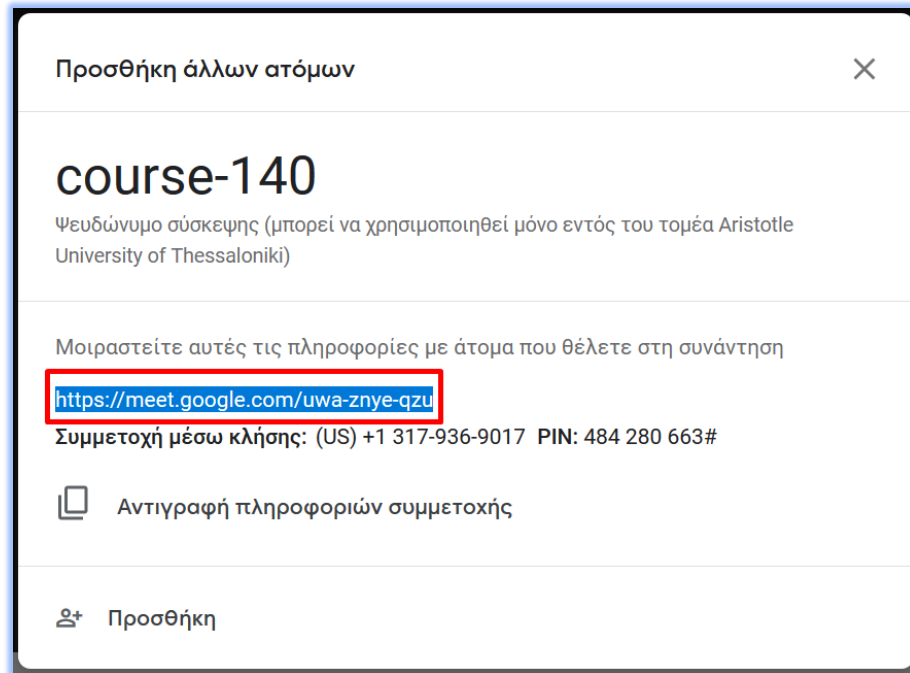 Προσθήκη άλλων ατόμων
course-140
Ψευδώνυμο σύσκεψης (μπορεί να χρησιμοποιηθεί μόνο εντός του τομέα Aristotle
University of Thessaloniki)
Μοιραστείτε αυτές τις πληροφορίες με άτομα που θέλετε στη συνάντηση
https://meet.google.com/uwa-znye-qzu
Συμμετοχή μέσω κλήσης: (US) +1 317-936-9017 PIN: 484 280 663#
Αντιγραφή πληροφοριών συμμετοχής
Προσθήκη